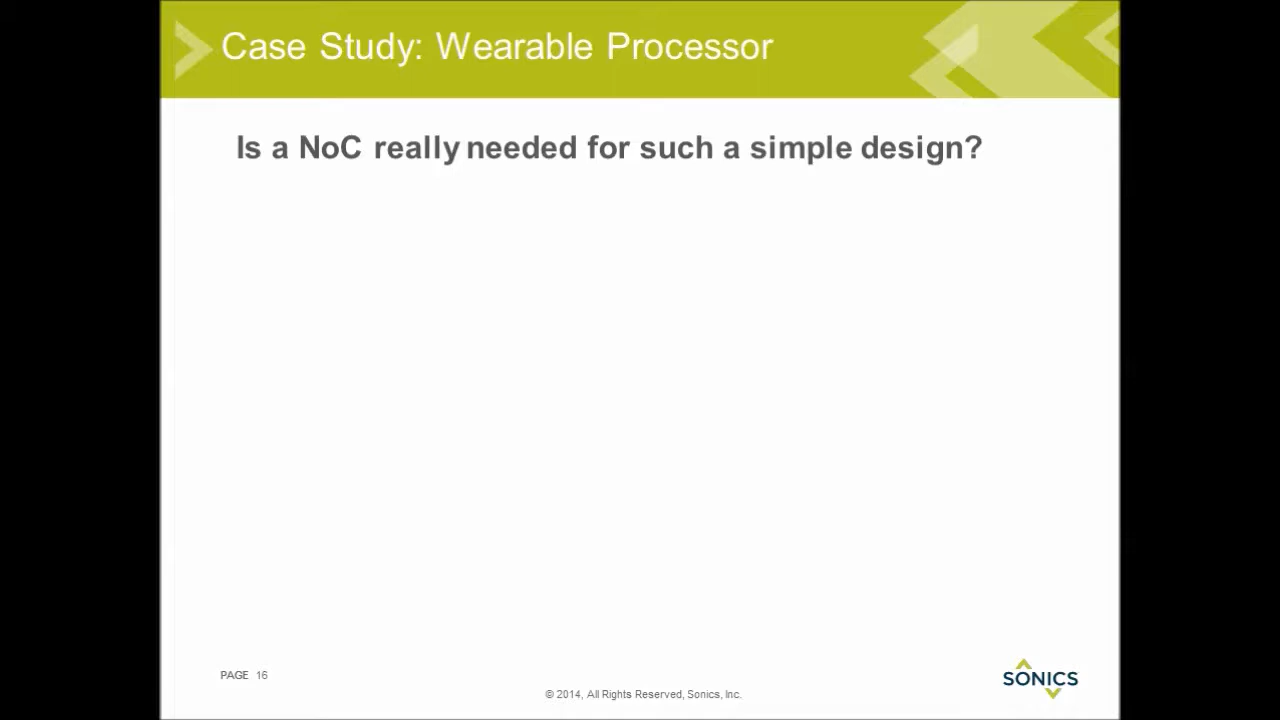 Case Study: Wearable Processor
Is a NoC really needed for such a simple design?
PAGE 16
© 2014, All Rights Reserved, Sonics, Inc.
SONICS